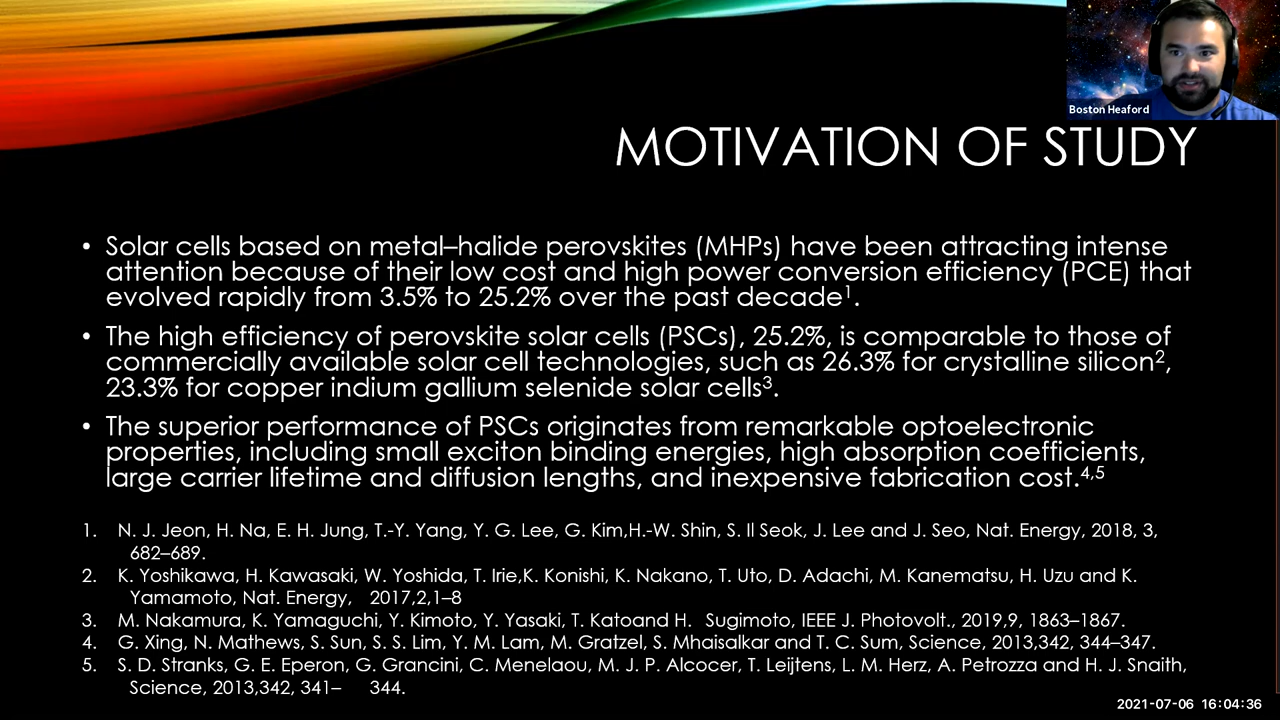 Boston Heaford
MOTIVATION OF STUDY
• Solar cells based on metal–halide perovskites (MHPs) have been attracting intense
attention because of their low cost and high power conversion efficiency (PCE) that
evolved rapidly from 3.5% to 25.2% over the past decade¹.
• The high efficiency of perovskite solar cells (PSCs), 25.2%, is comparable to those of
commercially available solar cell technologies, such as 26.3% for crystalline silicon²,
23.3% for copper indium gallium selenide solar cells³.
• The superior performance of PSCs originates from remarkable optoelectronic
properties, including small exciton binding energies, high absorption coefficients,
large carrier lifetime and diffusion lengths, and inexpensive fabrication cost.⁴,⁵
1. N. J. Jeon, H. Na, E. H. Jung, T.-Y. Yang, Y. G. Lee, G. Kim,H.-W. Shin, S. Il Seok, J. Lee and J. Seo, Nat. Energy, 2018, 3,
682–689.
2. K. Yoshikawa, H. Kawasaki, W. Yoshida, T. Irie,K. Konishi, K. Nakano, T. Uto, D. Adachi, M. Kanematsu, H. Uzu and K.
Yamamoto, Nat. Energy, 2017,2,1–8
3. M. Nakamura, K. Yamaguchi, Y. Kimoto, Y. Yasaki, T. Katoand H. Sugimoto, IEEE J. Photovolt., 2019,9, 1863–1867.
4. G. Xing, N. Mathews, S. Sun, S. S. Lim, Y. M. Lam, M. Gratzel, S. Mhaisalkar and T. C. Sum, Science, 2013,342, 344–347.
5. S. D. Stranks, G. E. Eperon, G. Grancini, C. Menelaou, M. J. P. Alcocer, T. Leijtens, L. M. Herz, A. Petrozza and H. J. Snaith,
Science, 2013,342, 341– 344.
2021-07-06 16:04:36